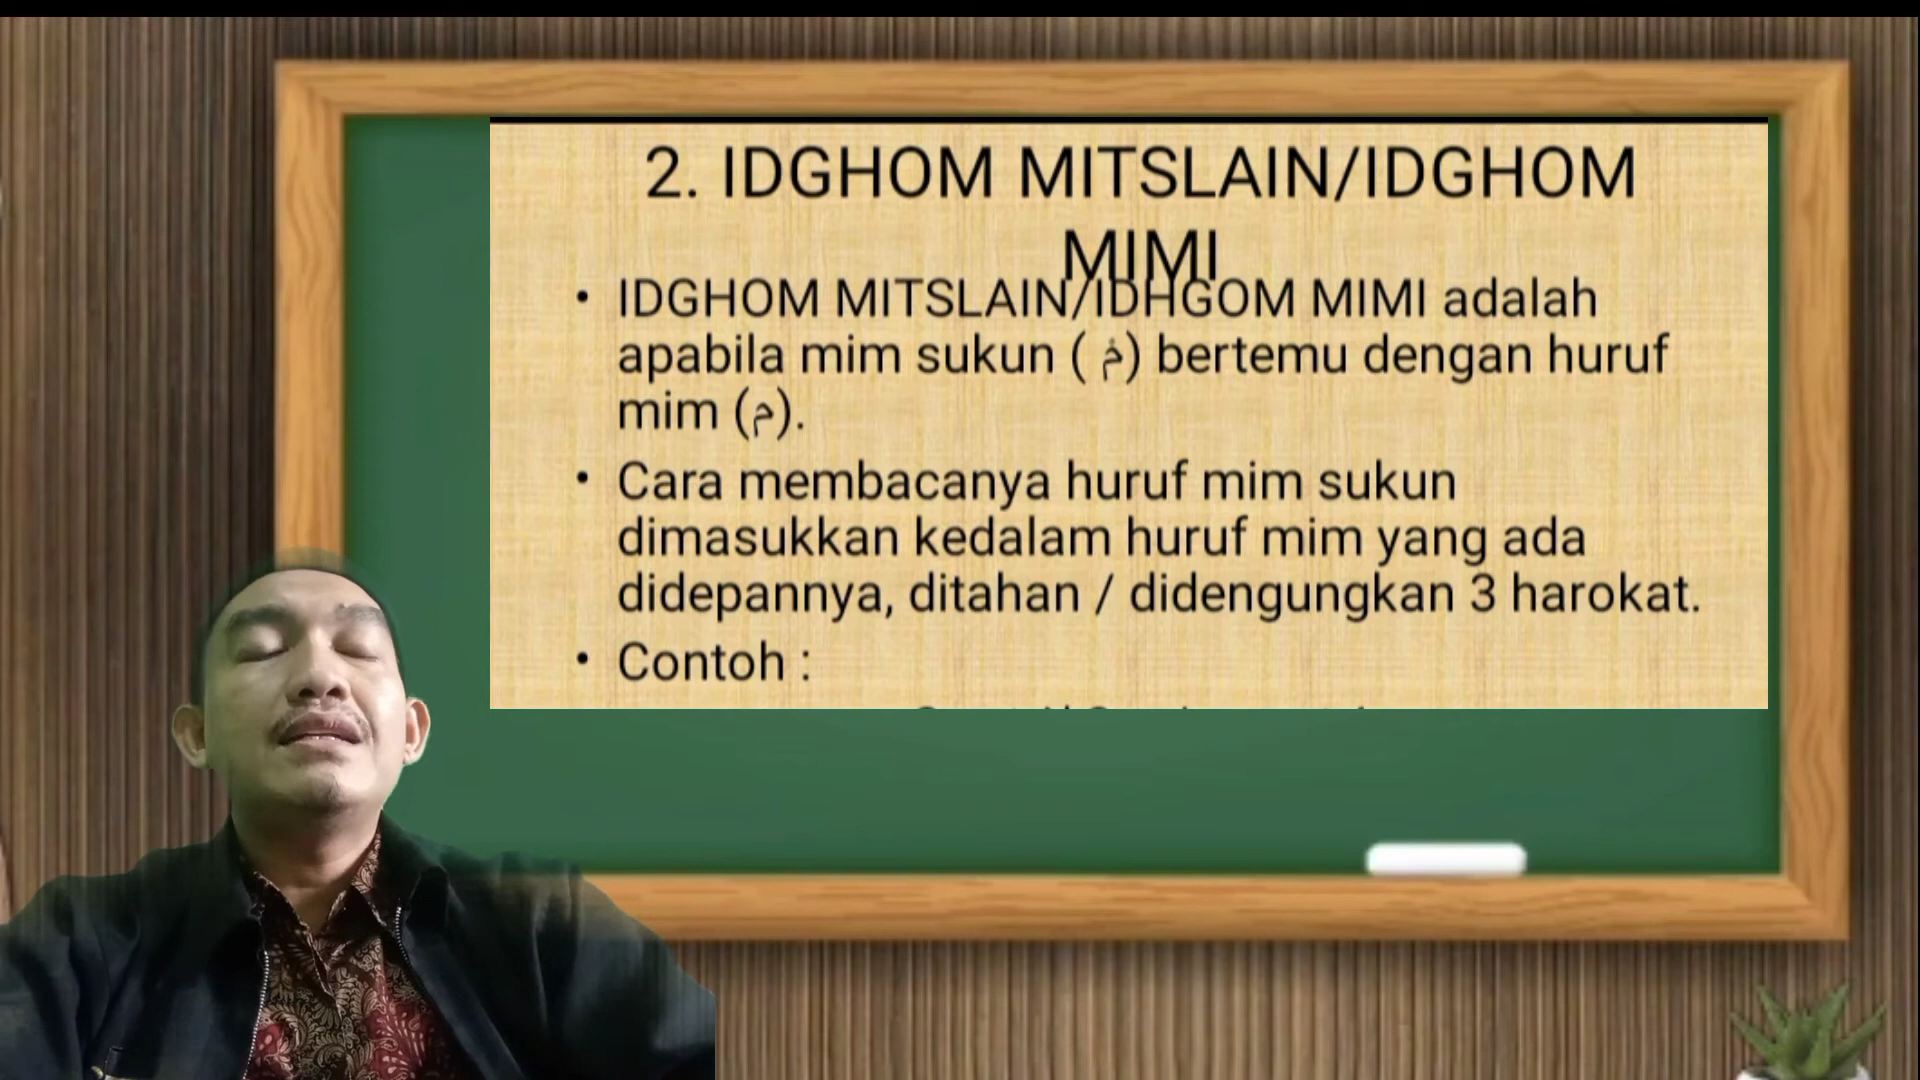 2. IDGHOM MITSLAIN/IDGHOM
MIMI
• IDGHOM MITSLAIN/IDHGOM MIMI adalah
apabila mim sukun ( مْ) bertemu dengan huruf
mim (م).
• Cara membacanya huruf mim sukun
dimasukkan kedalam huruf mim yang ada
didepannya, ditahan / didengungkan 3 harokat.
• Contoh :